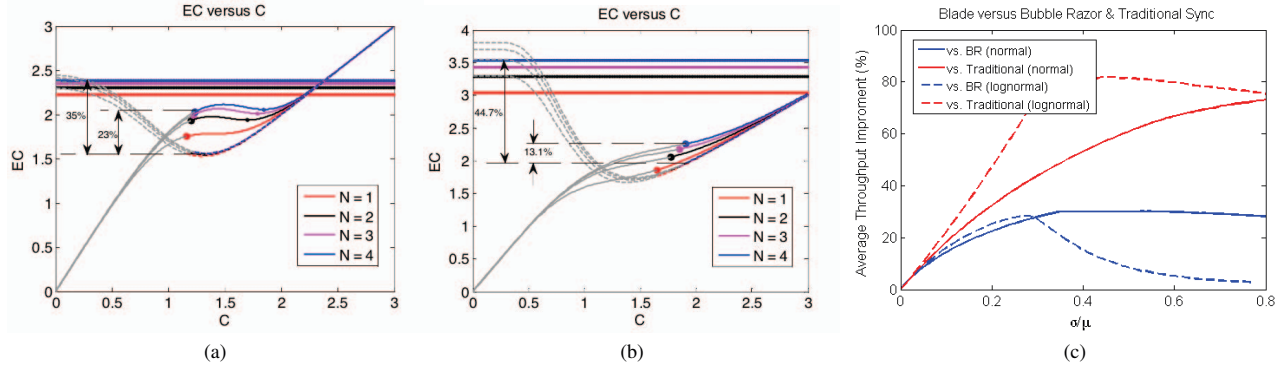 EC versus C
3
2.5
2
1.5
1
0.5
0
EC
35%
23%
N = 1
N = 2
N = 3
N = 4
0 0.5 1 1.5 2 2.5 3
C
(a)
EC versus C
4
3.5
3
2.5
2
1.5
1
0.5
0
EC
44.7%
13.1%
N = 1
N = 2
N = 3
N = 4
0 0.5 1 1.5 2 2.5 3
C
(b)
Blade versus Bubble Razor & Traditional Sync
100
80
60
40
20
0
Average Throughput Improment (%)
vs. BR (normal)
vs. Traditional (normal)
vs. BR (lognormal)
vs. Traditional (lognormal)
0 0.2 0.4 0.6 0.8
σ/μ
(c)